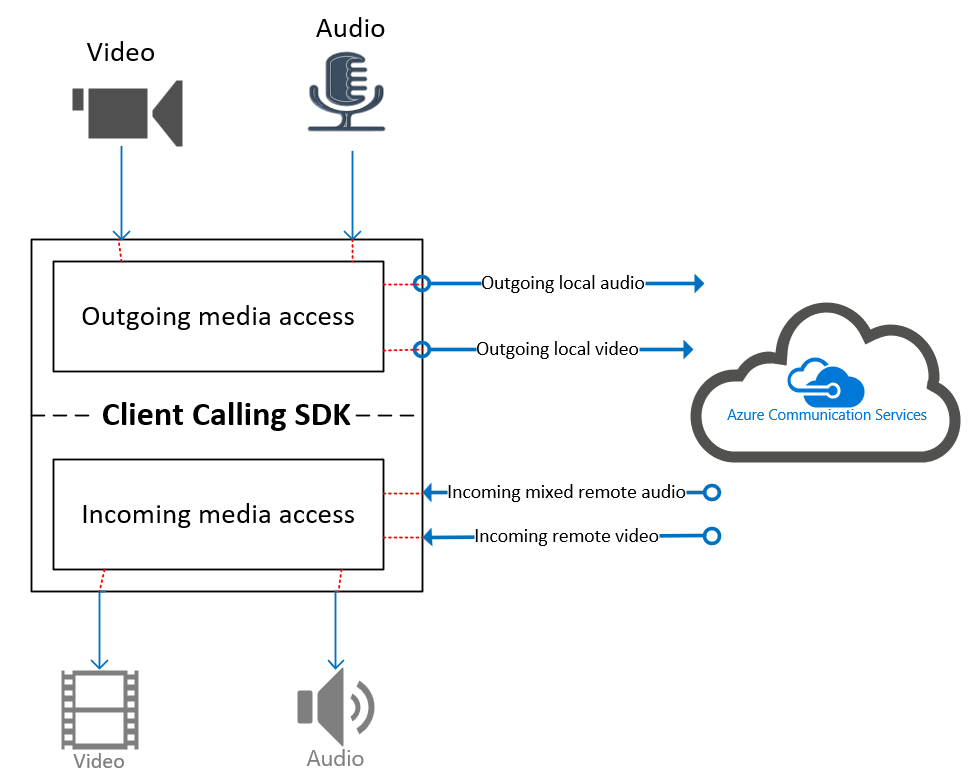 Video
Audio
Outgoing media access
Outgoing local audio
Outgoing local video
Client Calling SDK
Azure Communication Services
Incoming media access
Incoming mixed remote audio
Incoming remote video
Video
Audio